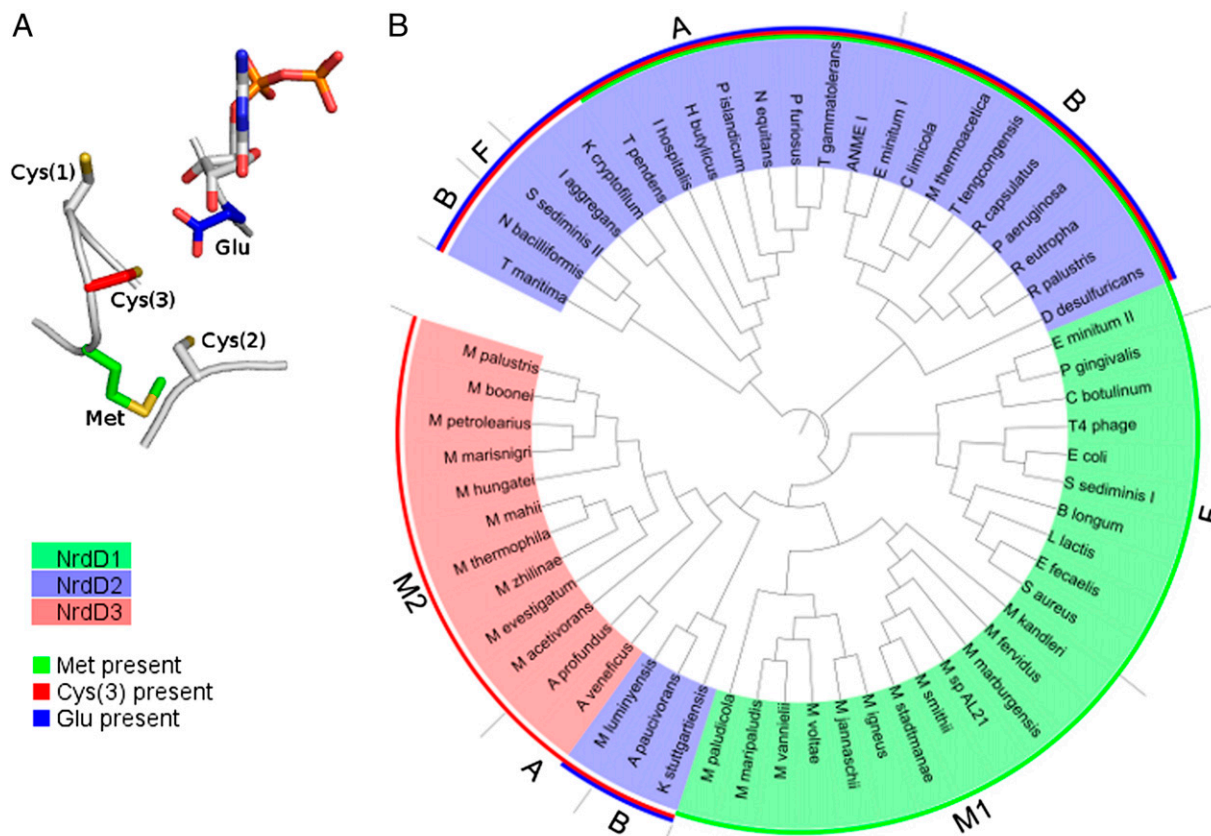 A
Cys(1)
Glu
Cys(3)
Cys(2)
Met
NrdD1
NrdD2
NrdD3
Met present
Cys(3) present
Glu present
B
B
F
A
B
F
M1
B
A
M2
T maritima
N bacilliformis
S sediminis II
I aggregans
K cryptofilum
T pendens
I hospitalis
H butylicus
P islandicum
N equitans
P furiosus
T gammatolerans
ANME I
E minitum I
C limicola
M thermoacetica
T tengcongensis
R capsulatus
P aeruginosa
R eutropha
R palustris
D desulfuricans
E minitum II
P gingivalis
C botulinum
T4 phage
E coli
S sediminis I
B longum
L lactis
E fecaelis
S aureus
M kandleri
M fervidus
M marburgensis
M sp AL21
M smithii
M stadtmanae
M igneus
M jannaschii
M voltae
M vannielii
M maripaludis
M paludicola
K stuttgartiensis
A paucivorans
M luminyensis
A veneficus
A profundus
M acetivorans
M evestigatum
M zhilinae
M thermophila
M mahii
M hungatei
M marisnigri
M petrolearius
M boonei
M palustris